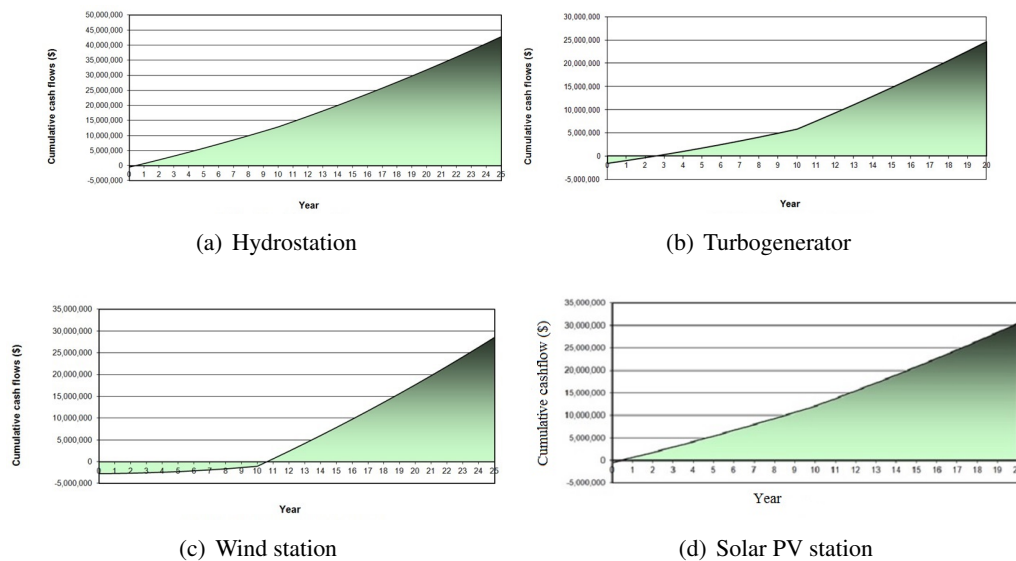 50,000,000
45,000,000
40,000,000
35,000,000
30,000,000
25,000,000
20,000,000
15,000,000
10,000,000
5,000,000
0
-5,000,000
0 1 2 3 4 5 6 7 8 9 10 11 12 13 14 15 16 17 18 19 20 21 22 23 24 25
Cumulative cash flows ($)
Year
(a) Hydrostation
30,000,000
25,000,000
20,000,000
15,000,000
10,000,000
5,000,000
0
-5,000,000
0 1 2 3 4 5 6 7 8 9 10 11 12 13 14 15 16 17 18 19 20
Cumulative cash flows ($)
Year
(b) Turbogenerator
35,000,000
30,000,000
25,000,000
20,000,000
15,000,000
10,000,000
5,000,000
0
-5,000,000
0 1 2 3 4 5 6 7 8 9 10 11 12 13 14 15 16 17 18 19 20 21 22 23 24 25
Cumulative cash flows ($)
Year
(c) Wind station
35,000,000
30,000,000
25,000,000
20,000,000
15,000,000
10,000,000
5,000,000
0
-5,000,000
0 1 2 3 4 5 6 7 8 9 10 11 12 13 14 15 16 17 18 19
Cumulative cashflow ($)
Year
(d) Solar PV station